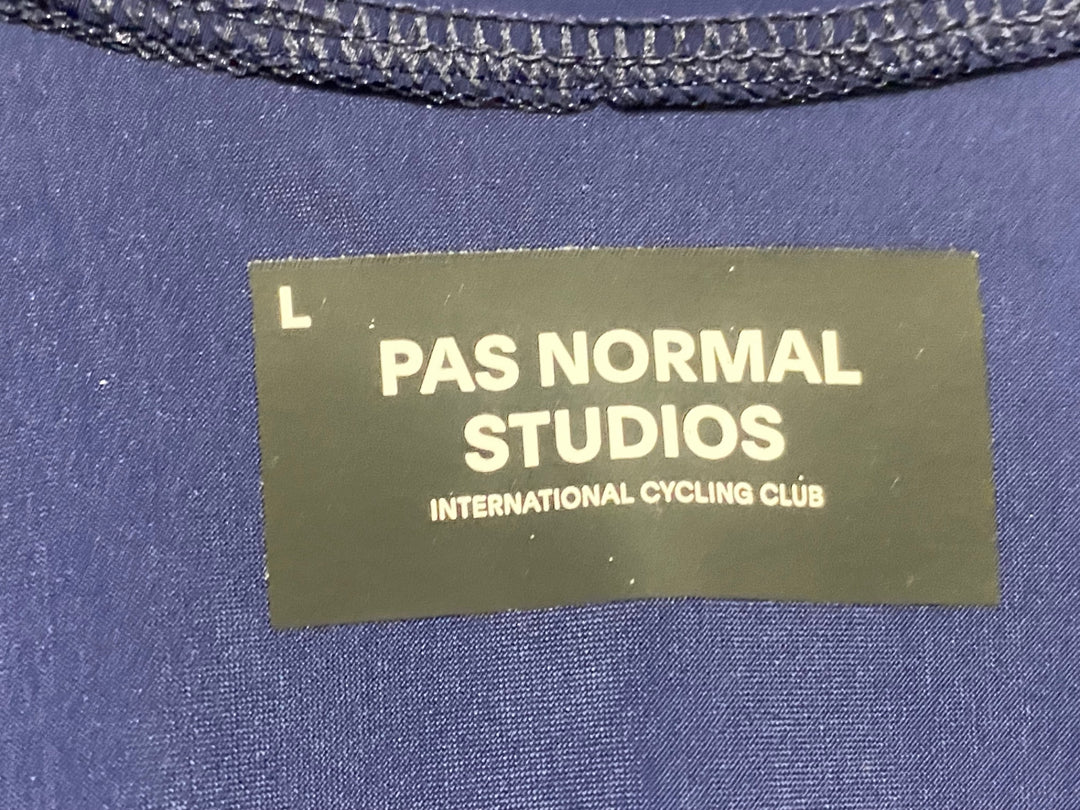 L
PAS NORMAL
STUDIOS
INTERNATIONAL CYCLING CLUB